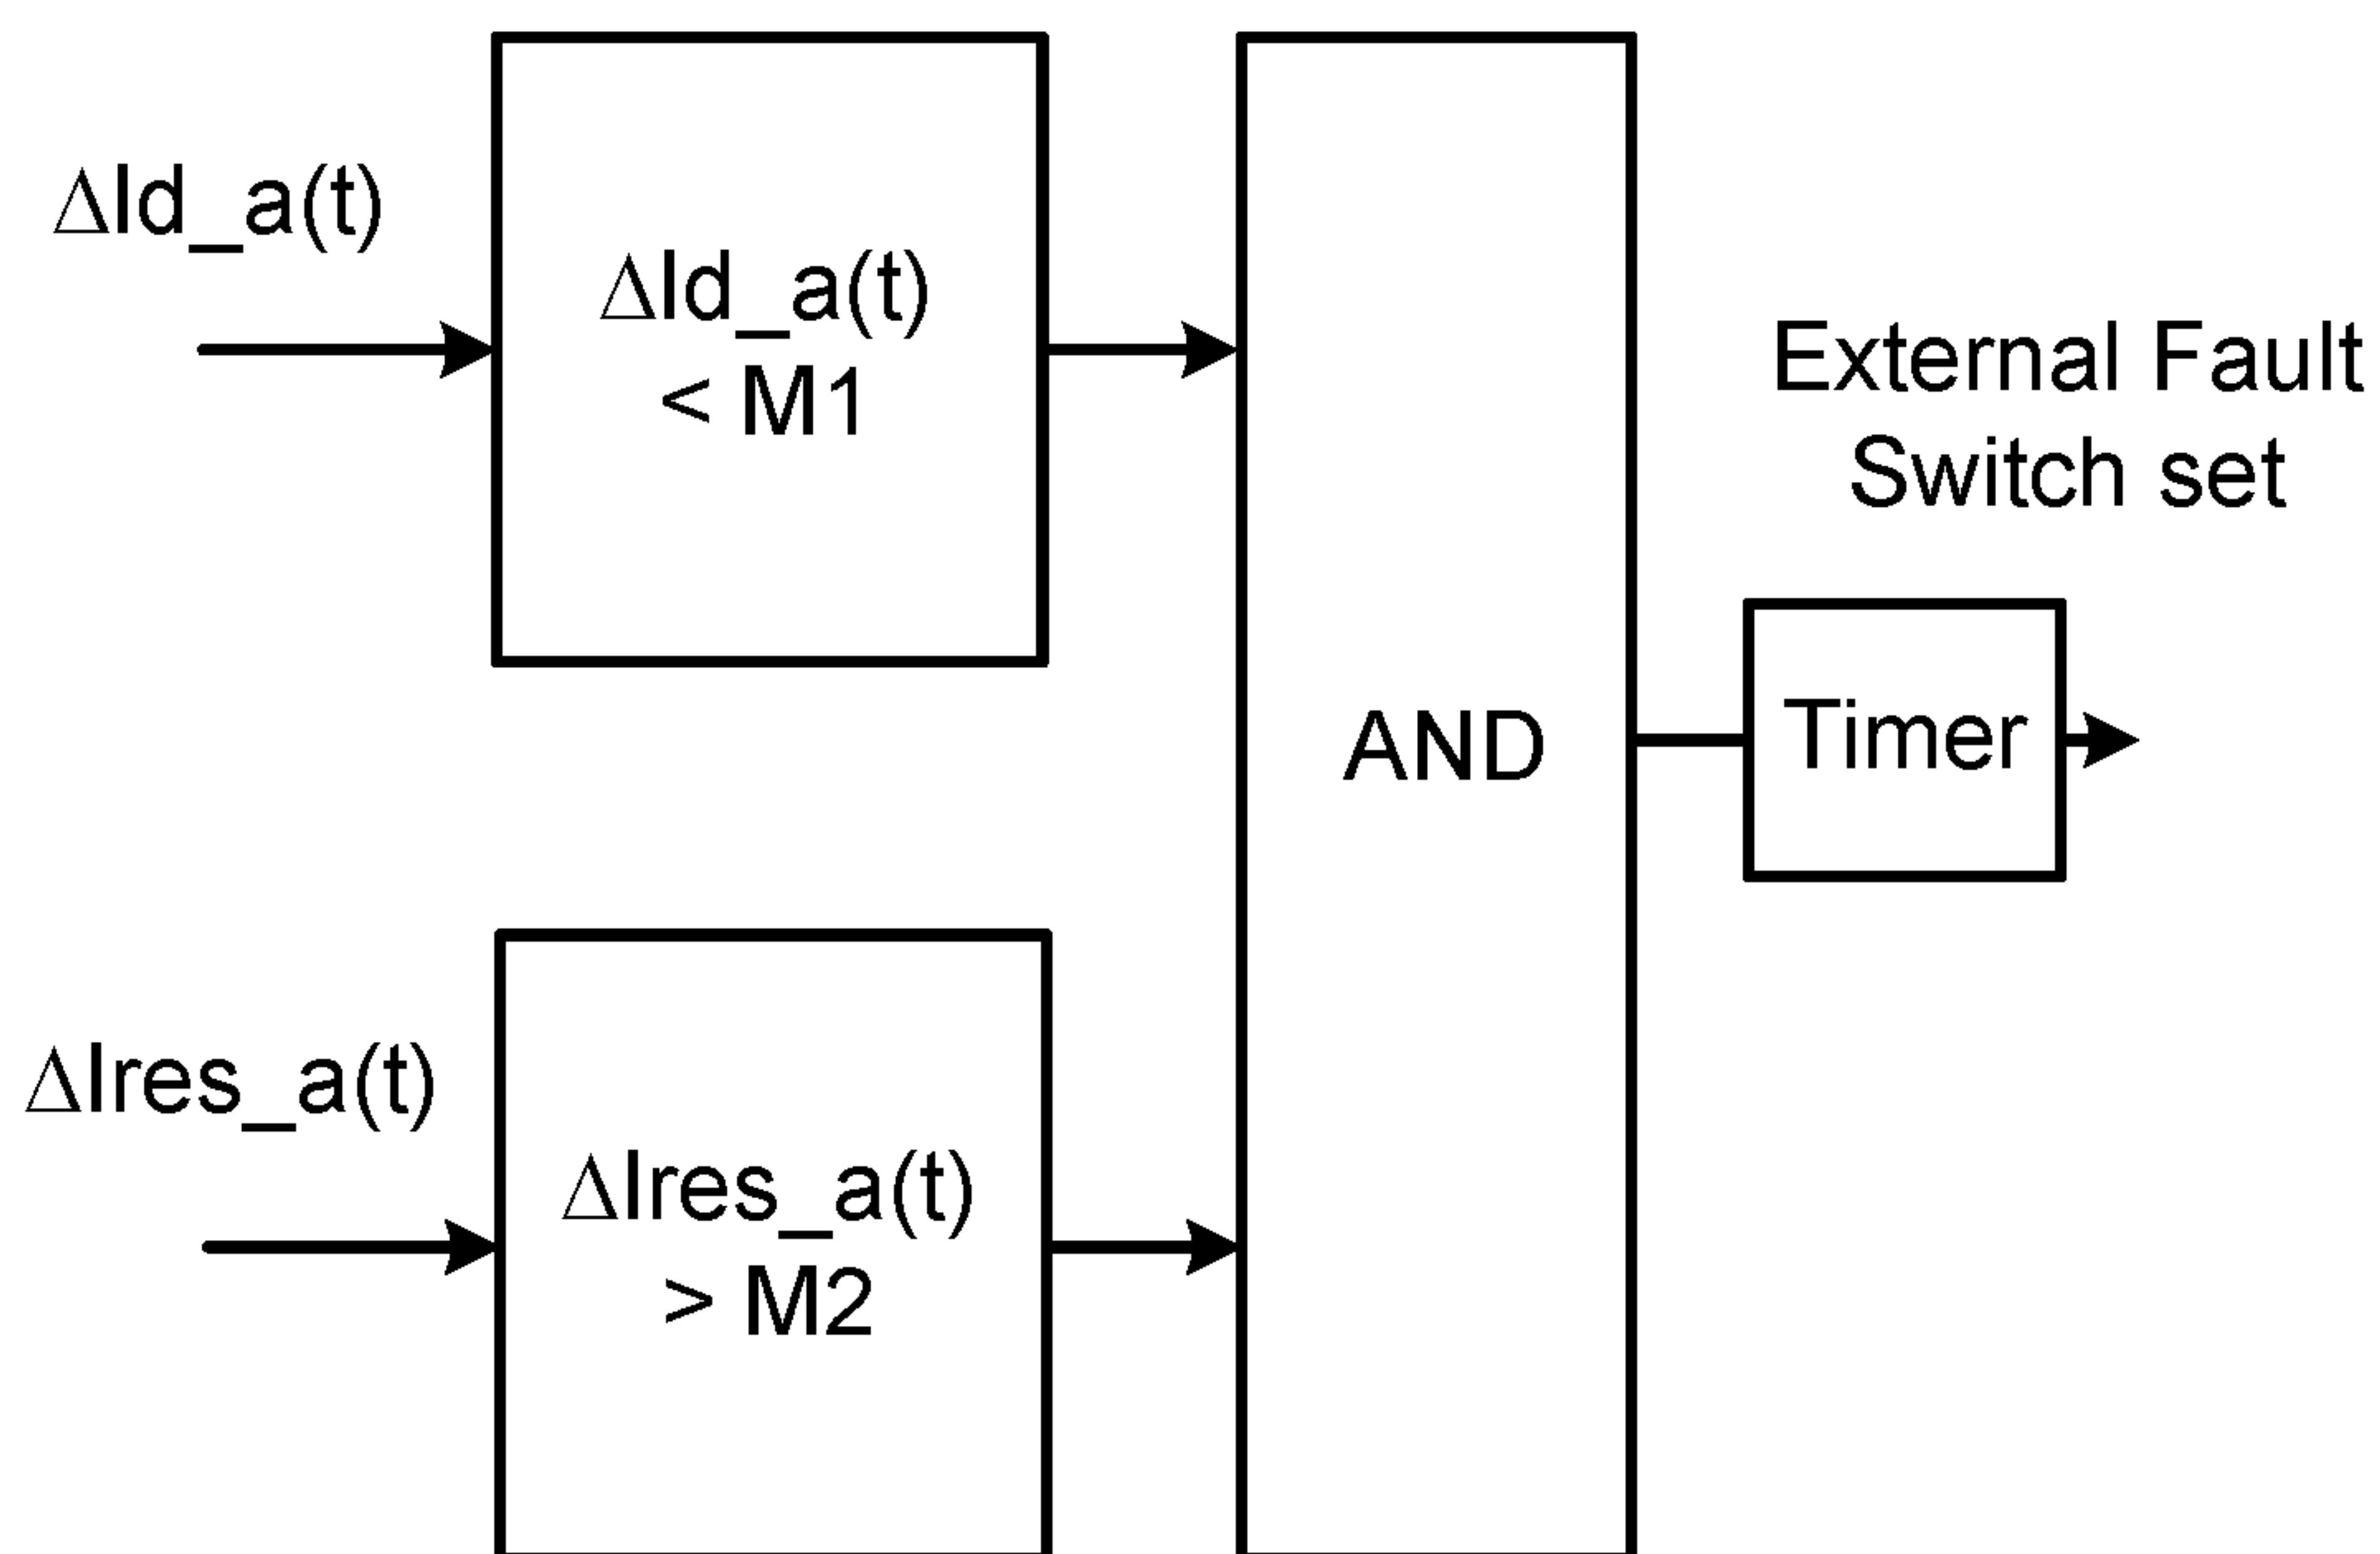 ΔId_a(t)
ΔId_a(t)
< M1
External Fault
Switch set
AND
Timer
ΔIres_a(t)
ΔIres_a(t)
> M2